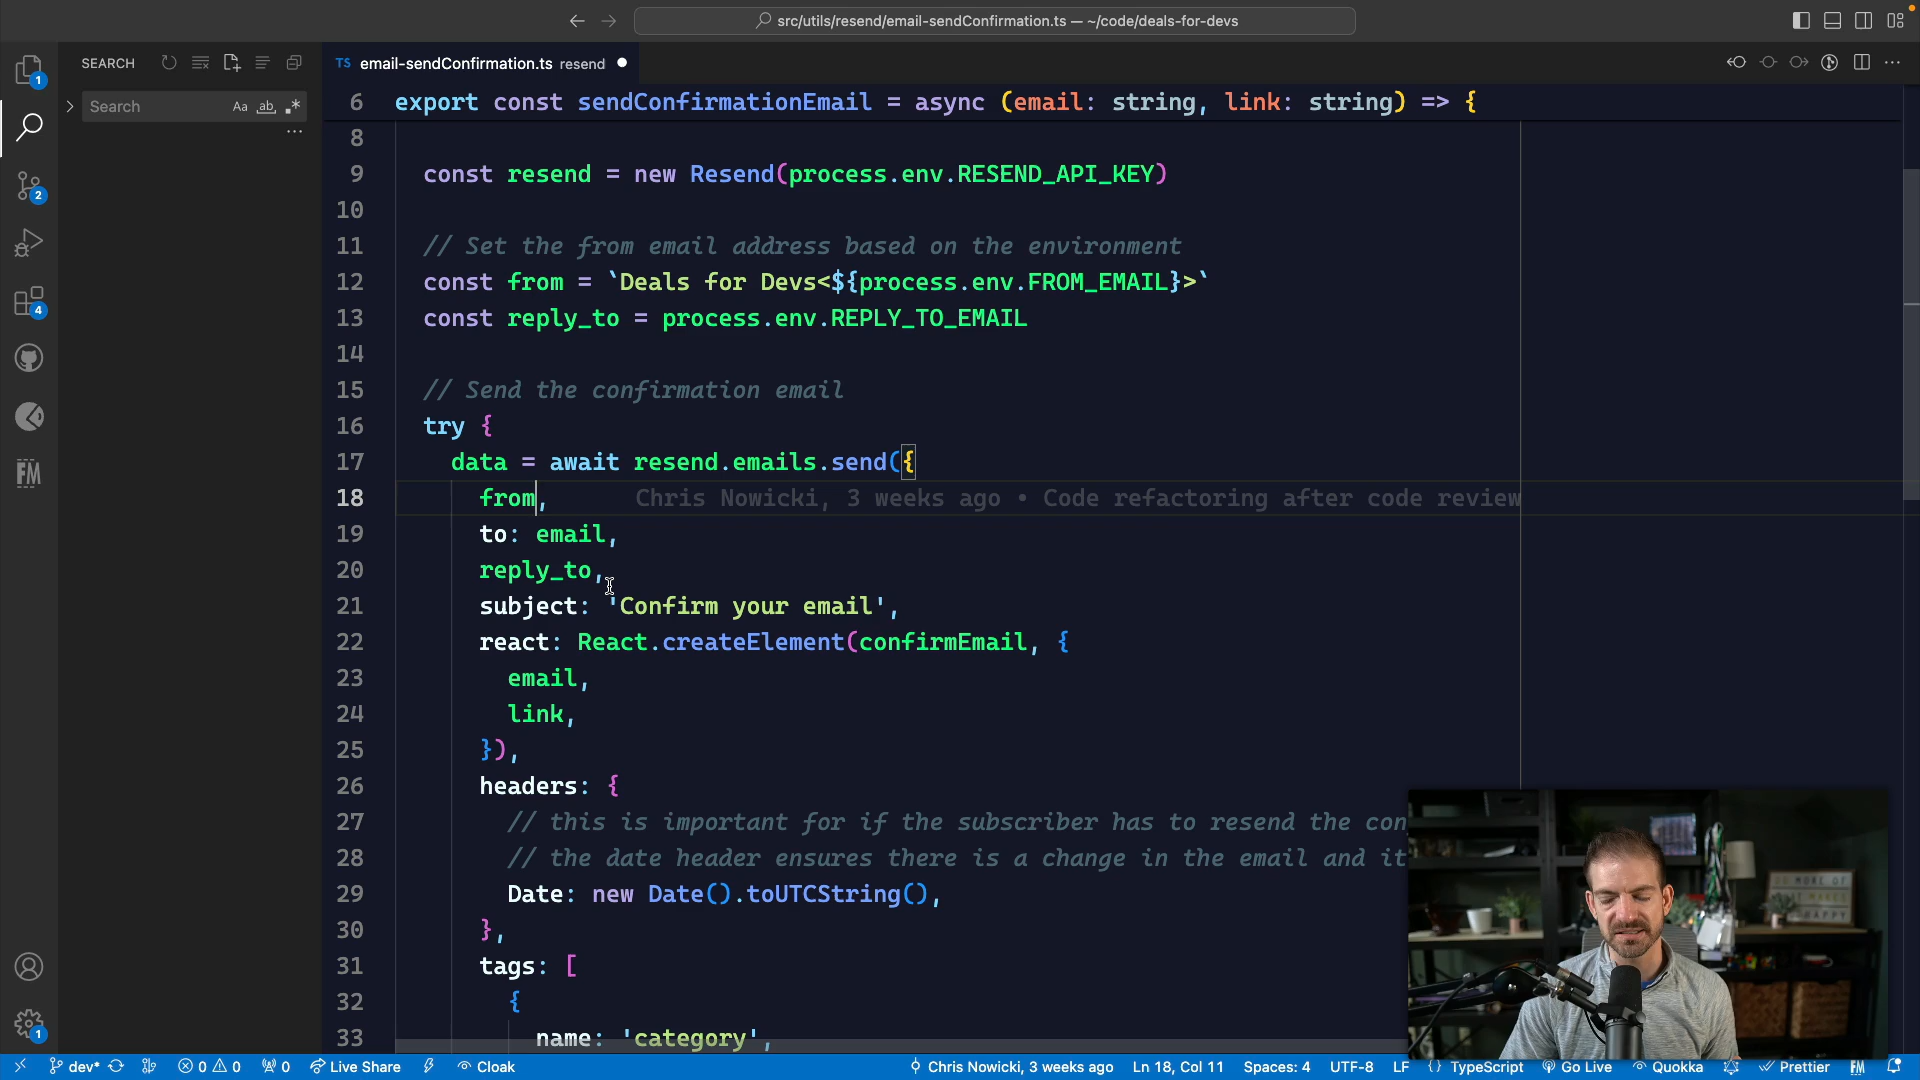 src/utils/resend/email-sendConfirmation.ts — ~/code/deals-for-devs
SEARCH
Search
Aa ab .*
TS email-sendConfirmation.ts resend
6 export const sendConfirmationEmail = async (email: string, link: string) => {
8
9 const resend = new Resend(process.env.RESEND_API_KEY)
10
11 // Set the from email address based on the environment
12 const from = `Deals for Devs<${process.env.FROM_EMAIL}>`
13 const reply_to = process.env.REPLY_TO_EMAIL
14
15 // Send the confirmation email
16 try {
17 data = await resend.emails.send({
18 from, Chris Nowicki, 3 weeks ago • Code refactoring after code review
19 to: email,
20 reply_to,
21 subject: 'Confirm your email',
22 react: React.createElement(confirmEmail, {
23 email,
24 link,
25 }),
26 headers: {
27 // this is important for if the subscriber has to resend the con
28 // the date header ensures there is a change in the email and it
29 Date: new Date().toUTCString(),
30 },
31 tags: [
32 {
33 name: 'category',
1
2
4
FM
1
dev* 0 0 0 Live Share Cloak Chris Nowicki, 3 weeks ago Ln 18, Col 11 Spaces: 4 UTF-8 LF {} TypeScript Go Live Quokka Prettier FM